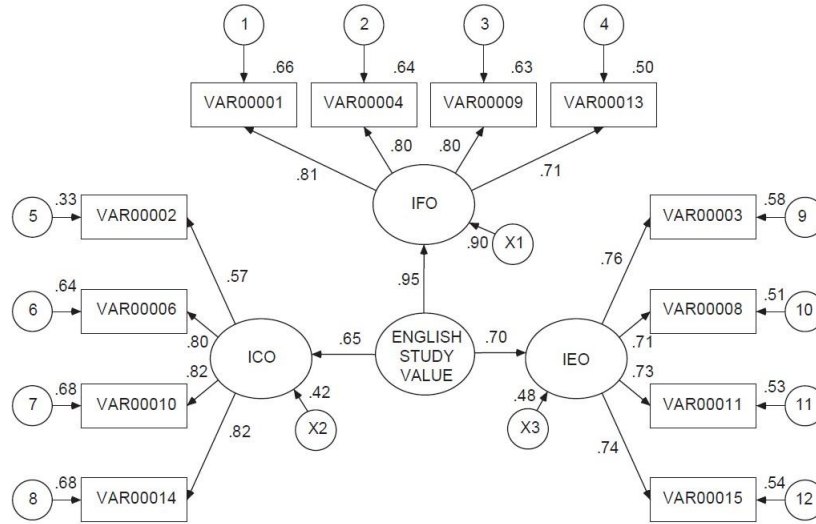 1 2 3 4
.66 .64 .63 .50
VAR00001 VAR00004 VAR00009 VAR00013
.81 .80 .80 .71
IFO
.90 X1
.95
5 .33 VAR00002
.57
6 .64 VAR00006
.80
7 .68 VAR00010
.82
8 .68 VAR00014
.82
ICO
.42
X2
.65
ENGLISH
STUDY
VALUE
.70
IEO
.48
X3
VAR00003 .58 9
.76
VAR00008 .51 10
.71
VAR00011 .53 11
.73
VAR00015 .54 12
.74